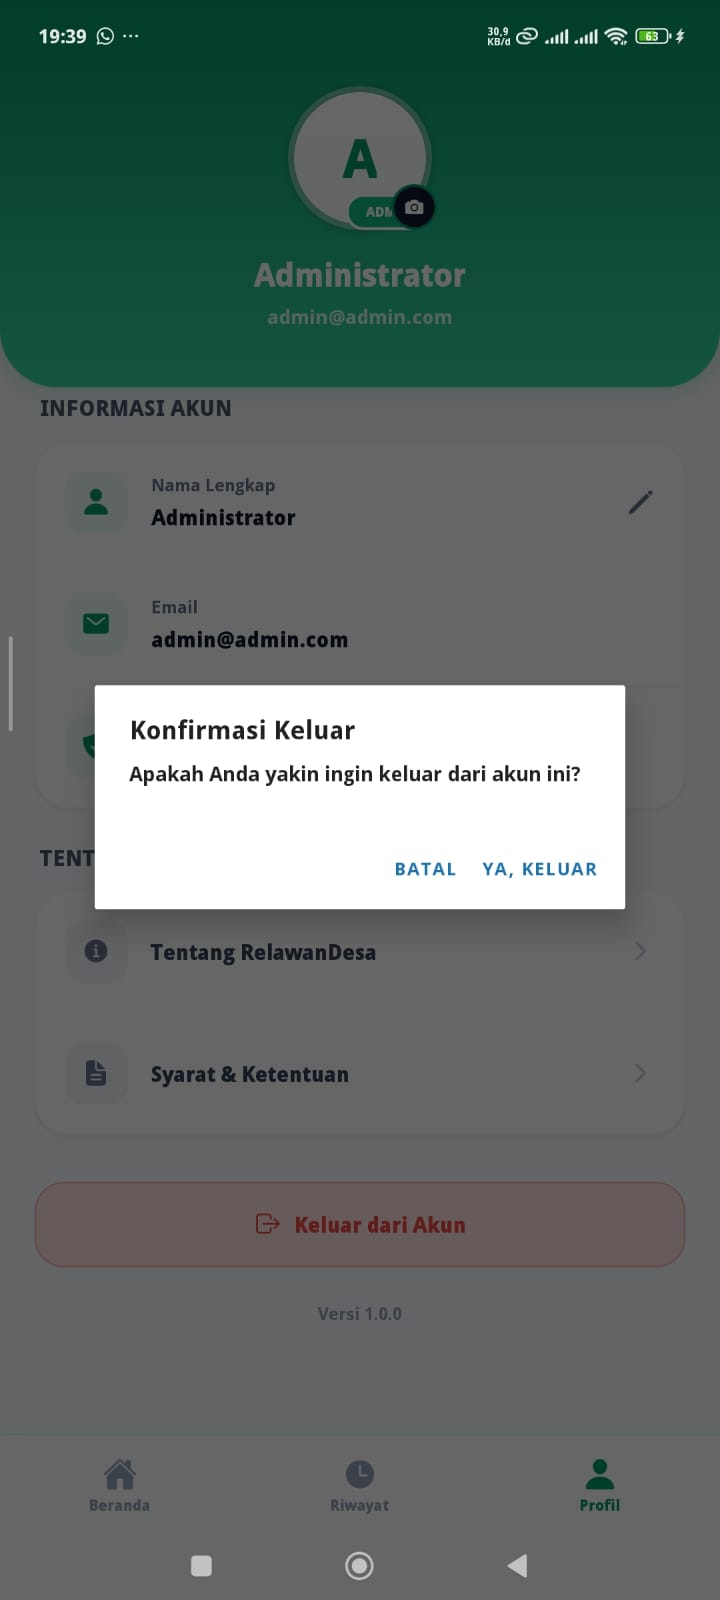 19:39
30,9
KB/d
63
A
ADM
Administrator
admin@admin.com
INFORMASI AKUN
Nama Lengkap
Administrator
Email
admin@admin.com
Konfirmasi Keluar
Apakah Anda yakin ingin keluar dari akun ini?
BATAL YA, KELUAR
TENT
Tentang RelawanDesa
Syarat & Ketentuan
Keluar dari Akun
Versi 1.0.0
Beranda Riwayat Profil